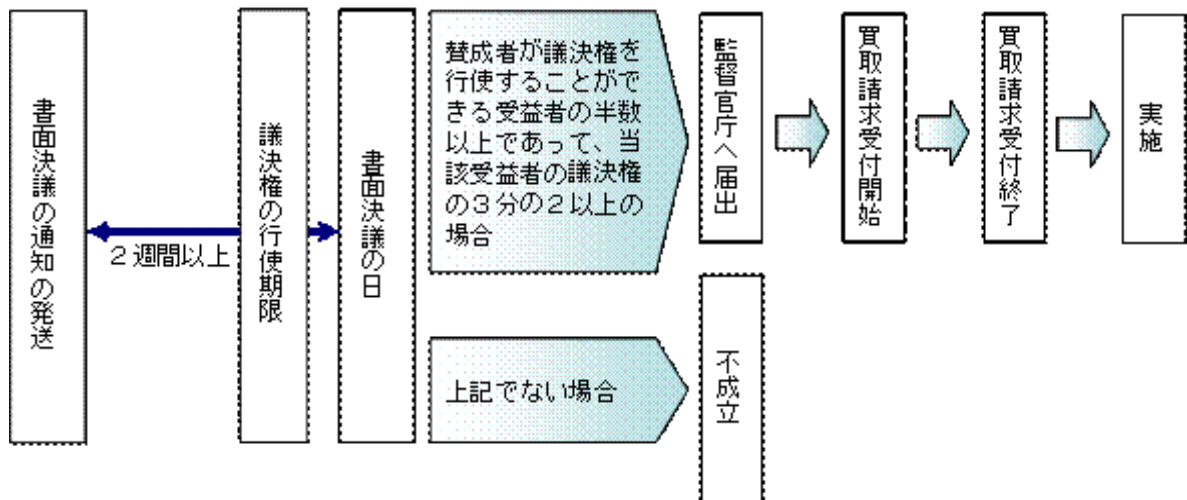 書面決議の通知の発送
2週間以上
議決権の行使期限
書面決議の日
賛成者が議決権を
行使することがで
きる受益者の半数
以上であって、当
該受益者の議決権
の3分の2以上の
場合
監督官庁へ届出
買取請求受付開始
買取請求受付終了
実施
上記でない場合
不成立